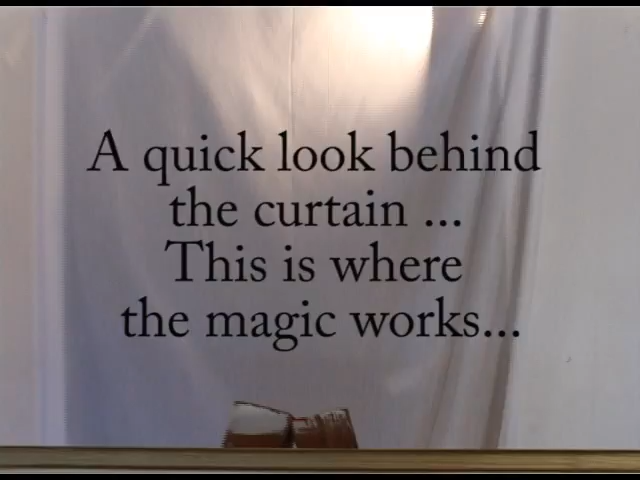 A quick look behind
the curtain ...
This is where
the magic works...